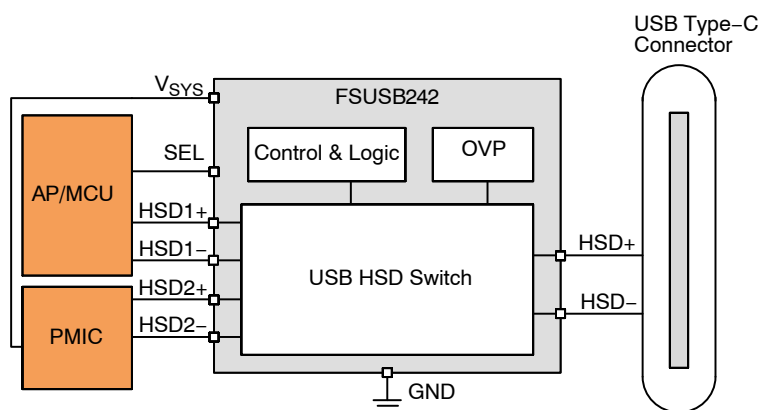 USB Type–C
Connector
VSYS
FSUSB242
SEL
Control & Logic
OVP
AP/MCU
HSD1+
HSD1–
HSD+
USB HSD Switch
HSD2+
HSD–
PMIC
HSD2–
GND